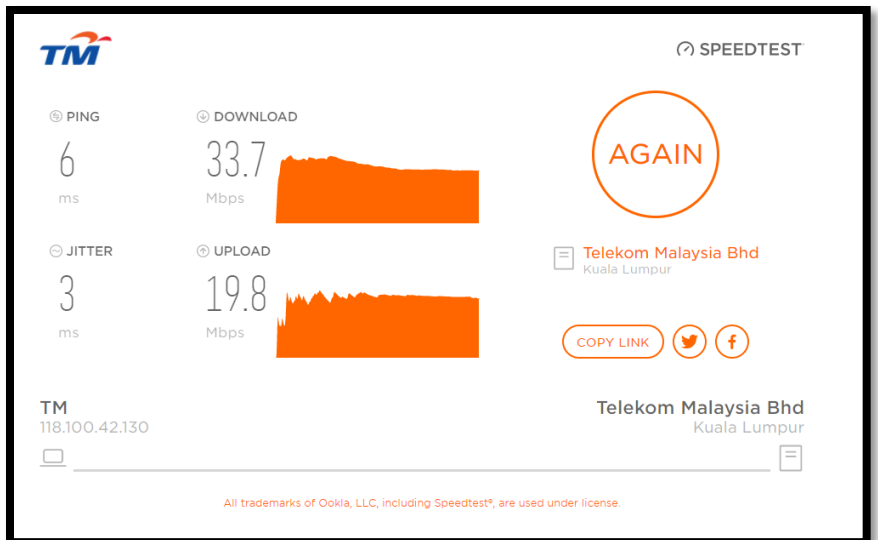 TM
SPEEDTEST
PING
6
ms
DOWNLOAD
33.7
Mbps
JITTER
3
ms
UPLOAD
19.8
Mbps
AGAIN
Telekom Malaysia Bhd
Kuala Lumpur
COPY LINK
TM
118.100.42.130
Telekom Malaysia Bhd
Kuala Lumpur
All trademarks of Ookla, LLC, including Speedtest®, are used under license.